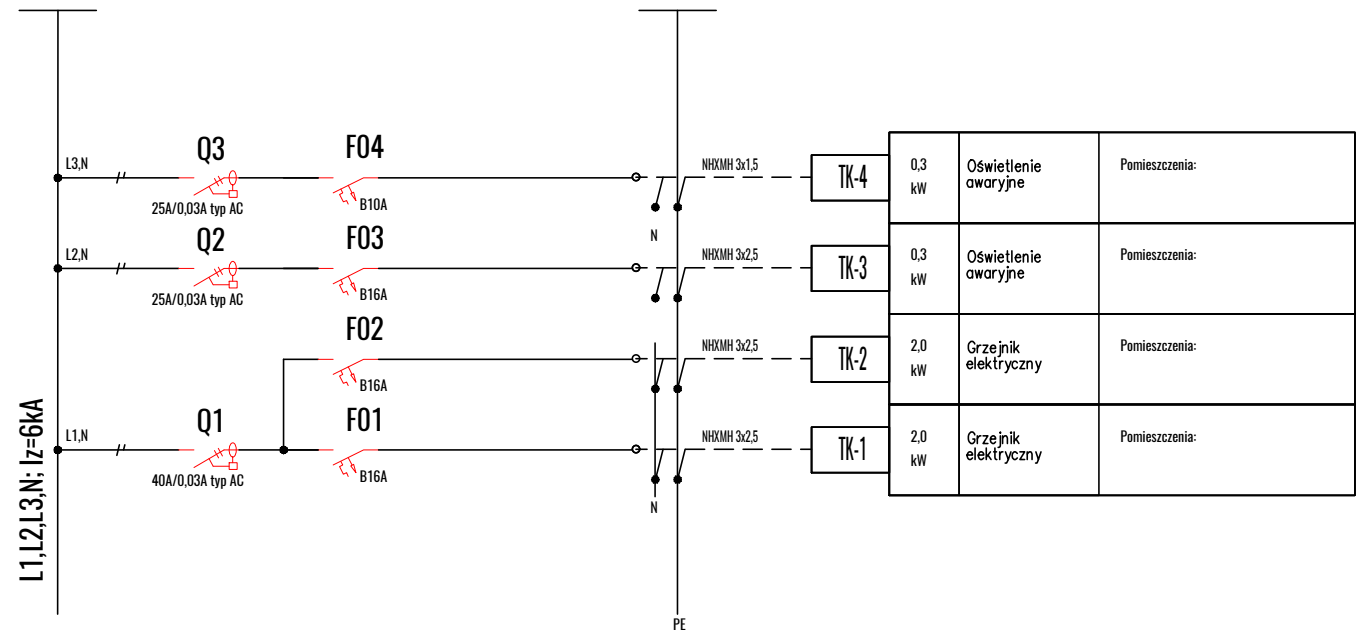 Q3
F04
L3,N
25A/0,03A typ AC
B10A
N
NHXMH 3x1,5
TK-4
0,3
kW
Oświetlenie
awaryjne
Pomieszczenia:
Q2
F03
L2,N
25A/0,03A typ AC
B16A
NHXMH 3x2,5
TK-3
0,3
kW
Oświetlenie
awaryjne
Pomieszczenia:
F02
B16A
NHXMH 3x2,5
TK-2
2,0
kW
Grzejnik
elektryczny
Pomieszczenia:
Q1
F01
L1,N
40A/0,03A typ AC
B16A
N
NHXMH 3x2,5
TK-1
2,0
kW
Grzejnik
elektryczny
Pomieszczenia:
L1,L2,L3,N; Iz=6kA
PE